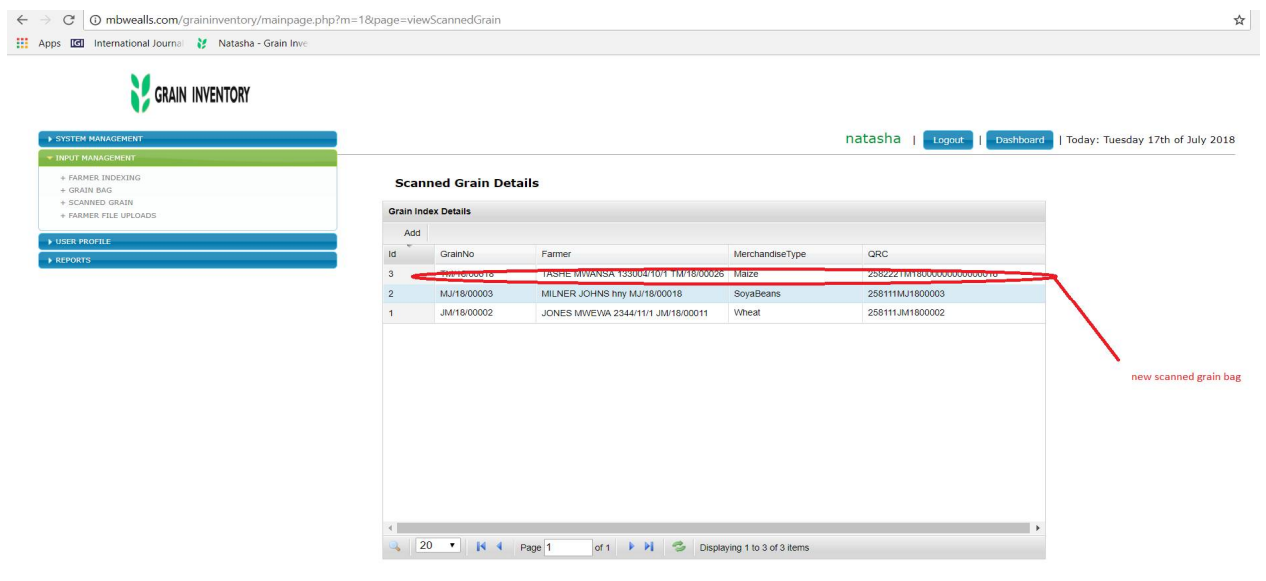 mbwealls.com/graininventory/mainpage.php?m=1&page=viewScannedGrain
Apps IGI International Journal Natasha - Grain Inve
GRAIN INVENTORY
SYSTEM MANAGEMENT
INPUT MANAGEMENT
+ FARMER INDEXING
+ GRAIN BAG
+ SCANNED GRAIN
+ FARMER FILE UPLOADS
USER PROFILE
REPORTS
natasha | Logout | Dashboard | Today: Tuesday 17th of July 2018
Scanned Grain Details
Grain Index Details
Add
Id GrainNo Farmer MerchandiseType QRC
3 TM/18/00018 TASHE MWANSA 133004/10/1 TM/18/00026 Maize
2 MJ/18/00003 MILNER JOHNS hny MJ/18/00018 SoyaBeans 258111MJ1800003
1 JM/18/00002 JONES MWEWA 2344/11/1 JM/18/00011 Wheat 258111JM1800002
new scanned grain bag
20 Page 1 of 1 Displaying 1 to 3 of 3 items